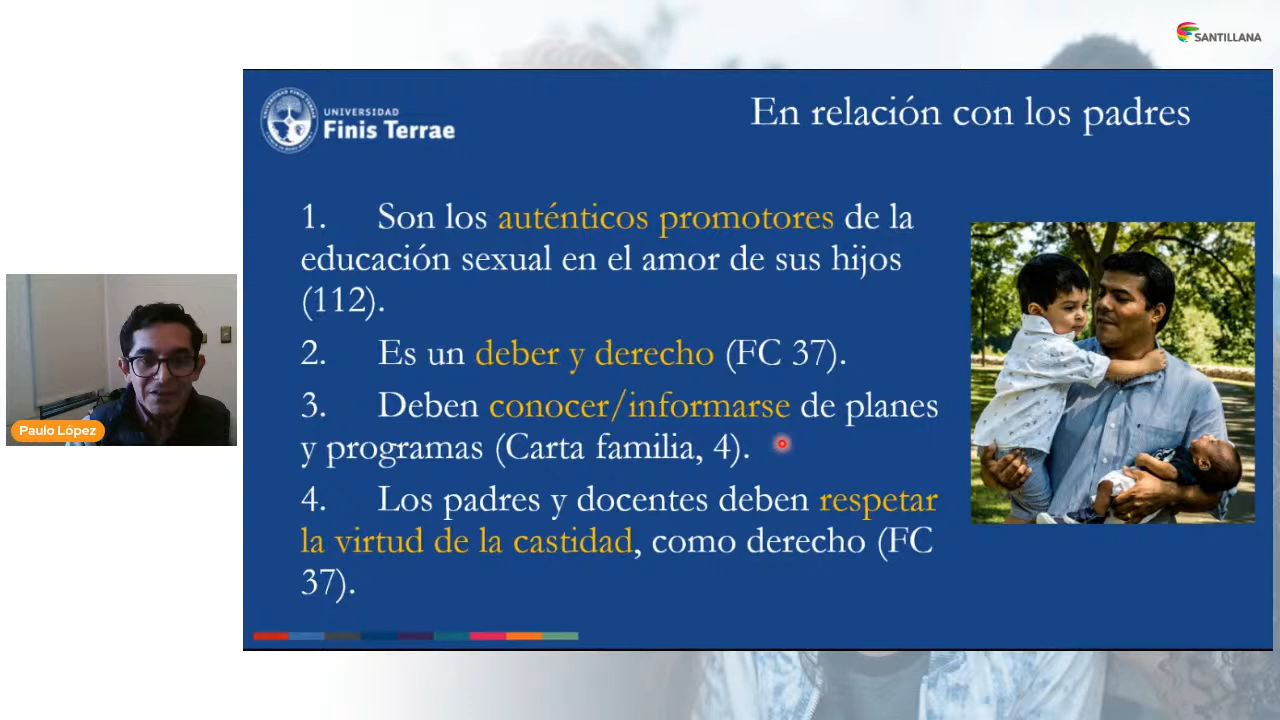 SANTILLANA
UNIVERSIDAD
Finis Terrae
En relación con los padres
1. Son los auténticos promotores de la
educación sexual en el amor de sus hijos
(112).
2. Es un deber y derecho (FC 37).
3. Deben conocer/informarse de planes
y programas (Carta familia, 4).
4. Los padres y docentes deben respetar
la virtud de la castidad, como derecho (FC
37).
Paulo López